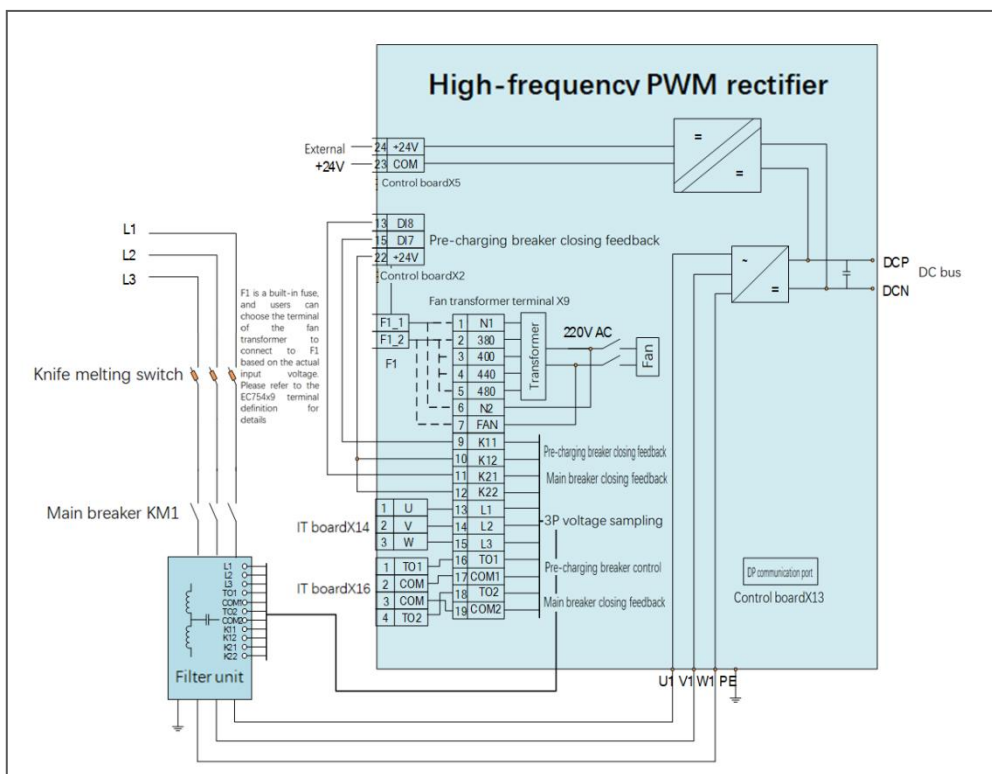 High-frequency PWM rectifier
External
+24V
24 +24V
23 COM
Control boardX5
13 DI8
15 DI7
22 +24V
Pre-charging breaker closing feedback
Control boardX2
L1
L2
L3
F1 is a built-in fuse,
and users can
choose the terminal
of the fan
transformer to
connect to F1
based on the actual
input voltage.
Please refer to the
EC754x9 terminal
definition for
details
Fan transformer terminal X9
F1_1
F1_2
F1
1 N1
2 380
3 400
4 440
5 480
6 N2
7 FAN
9 K11
10 K12
11 K21
12 K22
13 L1
14 L2
15 L3
16 TO1
17 COM1
18 TO2
19 COM2
Transformer
220V AC
Fan
=
=
~
=
DCP
DCN
DC bus
Knife melting switch
Main breaker KM1
Pre-charging breaker closing feedback
Main breaker closing feedback
3P voltage sampling
Pre-charging breaker control
Main breaker closing feedback
IT boardX14
1 U
2 V
3 W
IT boardX16
1 TO1
2 COM
3 COM
4 TO2
DP communication port
Control boardX13
L1
L2
L3
TO1
COM1
TO2
COM2
K11
K12
K21
K22
Filter unit
U1 V1 W1 PE